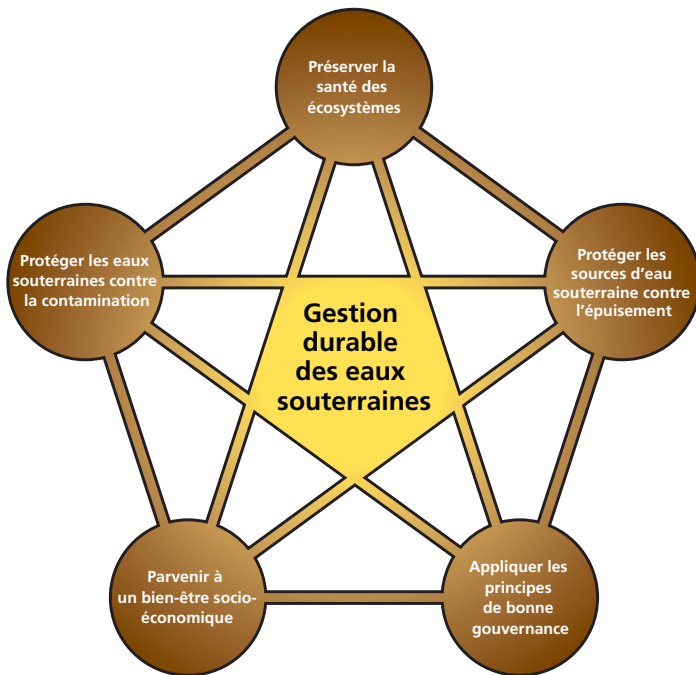 Préserver la
santé des
écosystèmes
Protéger les eaux
souterraines contre
la contamination
Protéger les
sources d'eau
souterraine contre
l'épuisement
Gestion
durable
des eaux
souterraines
Parvenir à
un bien-être socio-
économique
Appliquer les
principes
de bonne
gouvernance